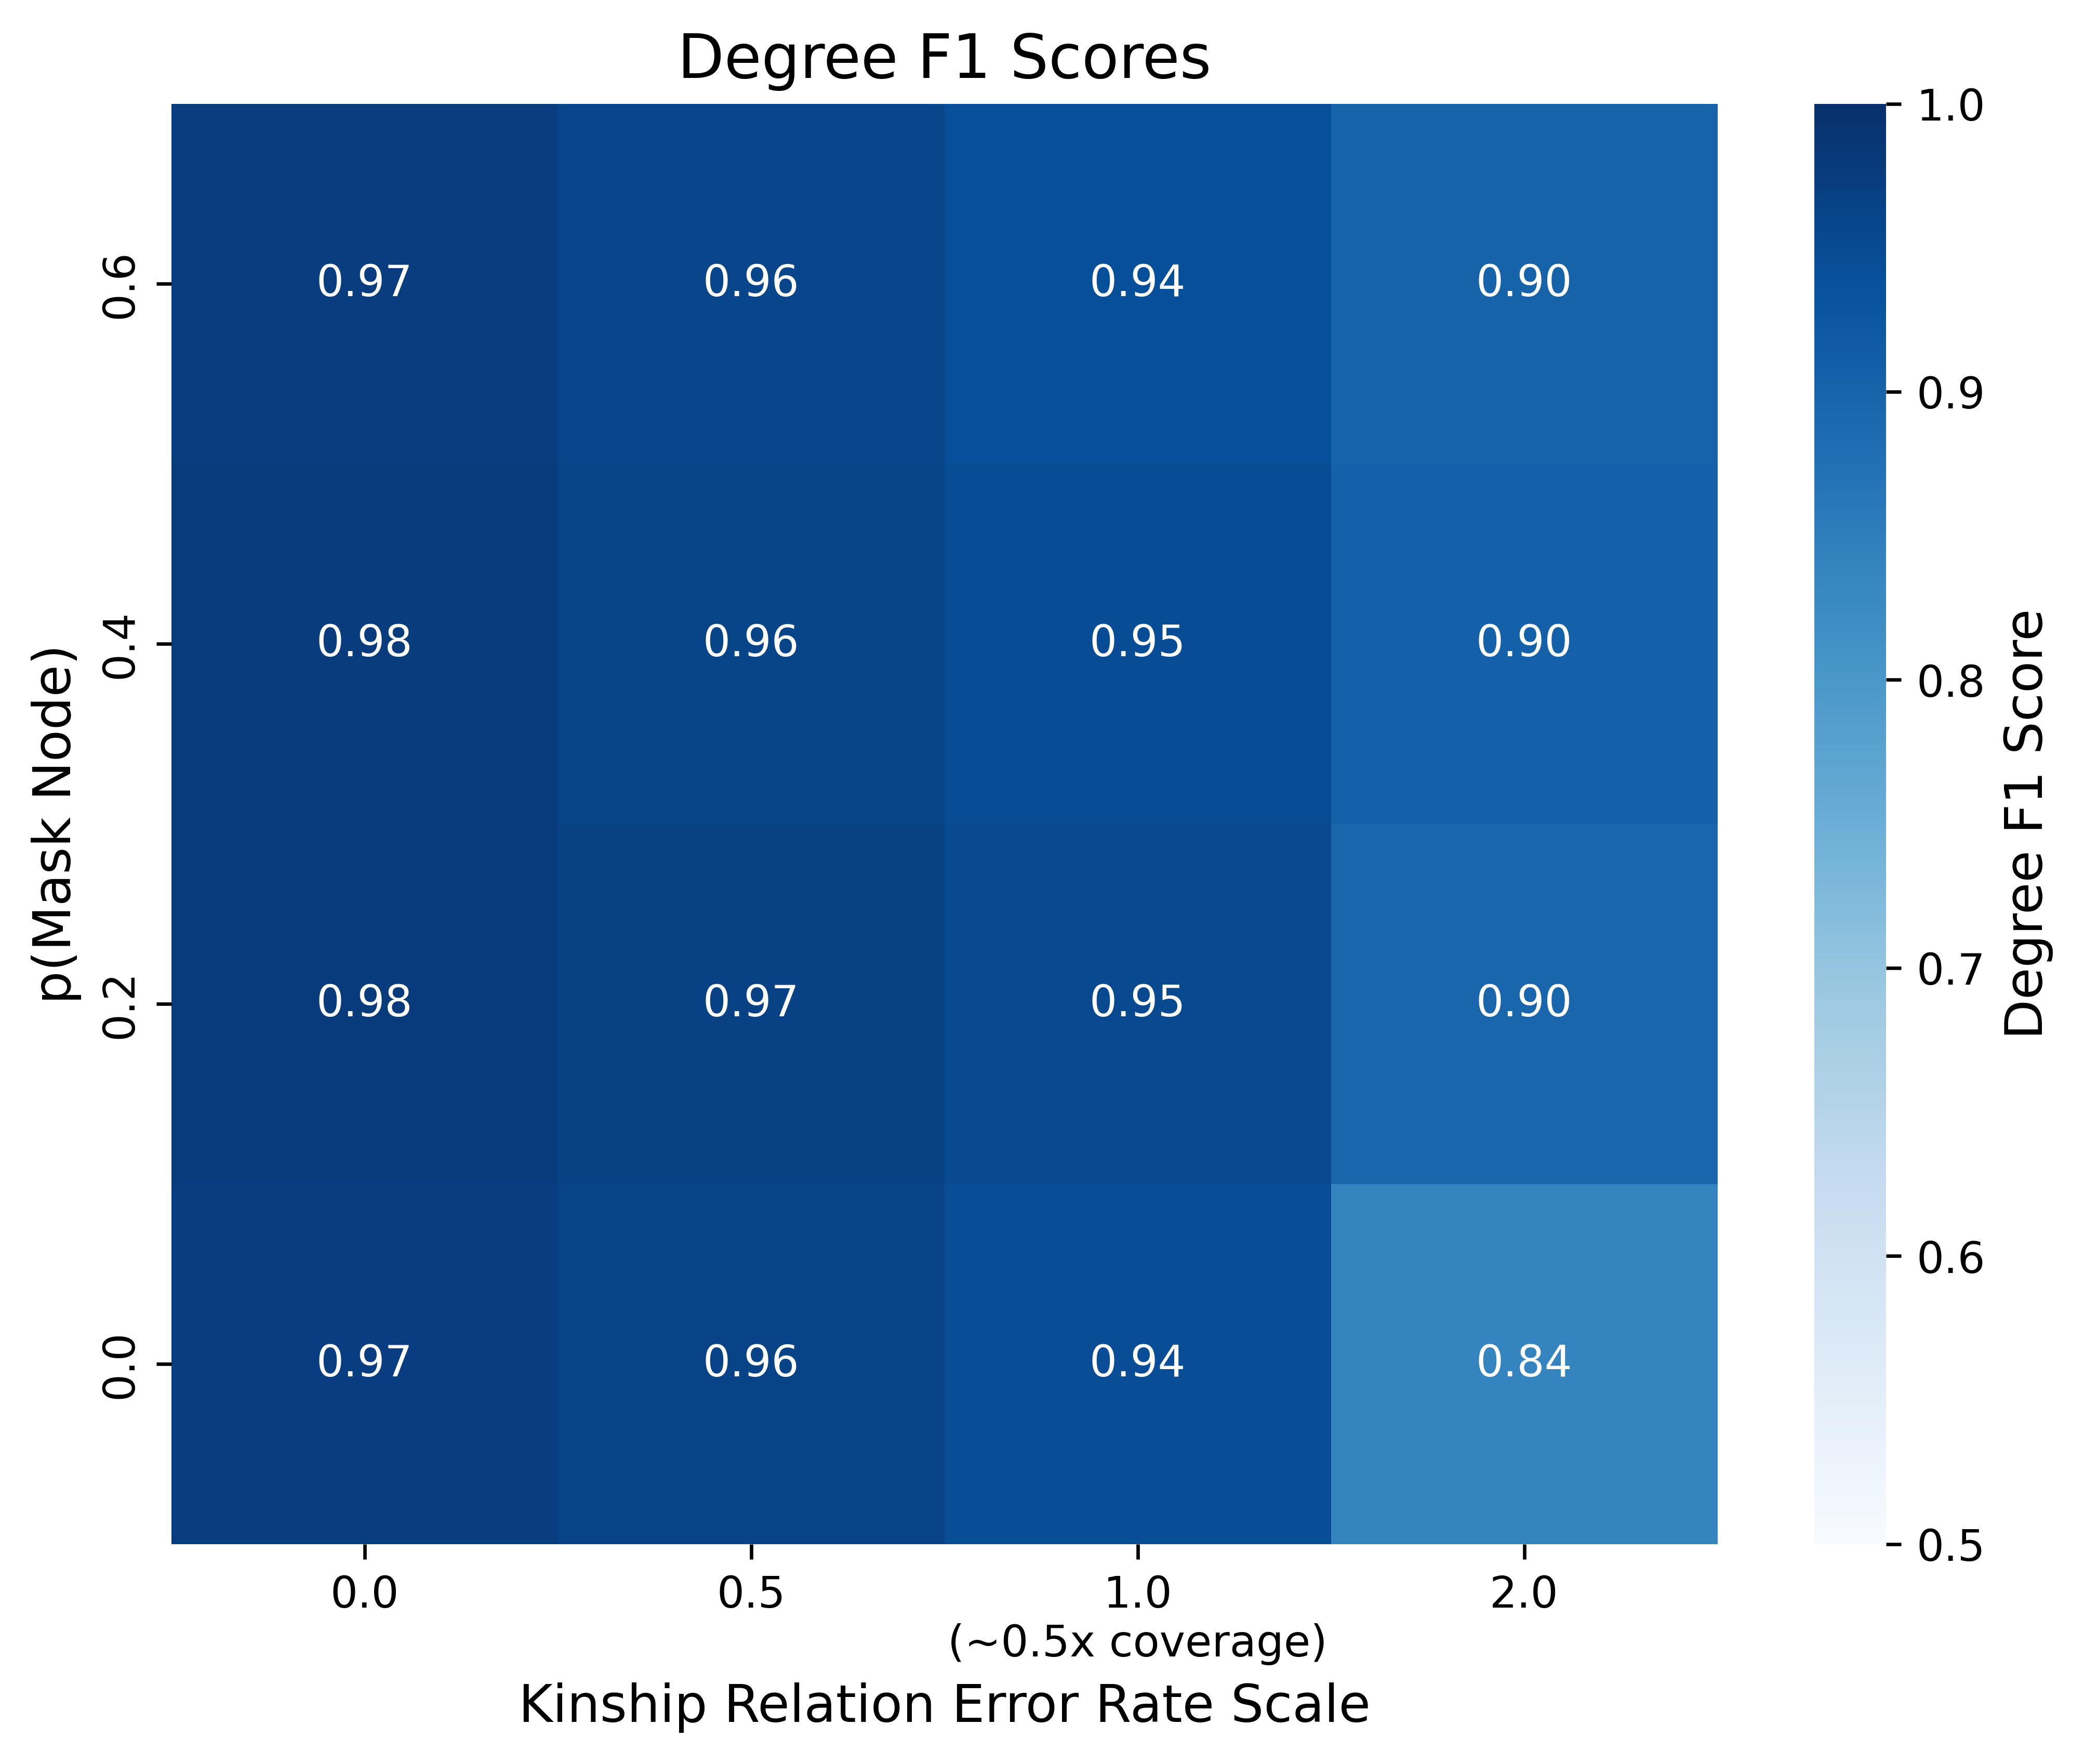 Degree F1 Scores
p(Mask Node)
0.6
0.97 0.96 0.94 0.90
0.4
0.98 0.96 0.95 0.90
0.2
0.98 0.97 0.95 0.90
0.0
0.97 0.96 0.94 0.84
0.0 0.5 1.0 2.0
(~0.5x coverage)
Kinship Relation Error Rate Scale
1.0
0.9
0.8
0.7
0.6
0.5
Degree F1 Score